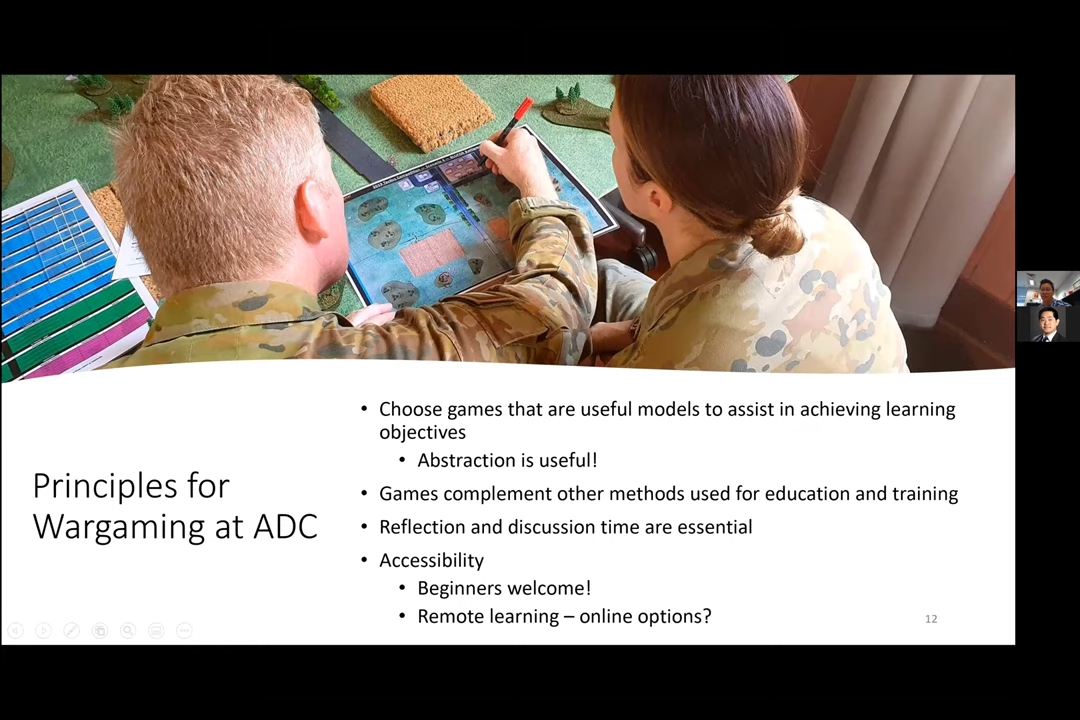 Principles for
Wargaming at ADC
• Choose games that are useful models to assist in achieving learning
objectives
• Abstraction is useful!
• Games complement other methods used for education and training
• Reflection and discussion time are essential
• Accessibility
• Beginners welcome!
• Remote learning – online options?
12